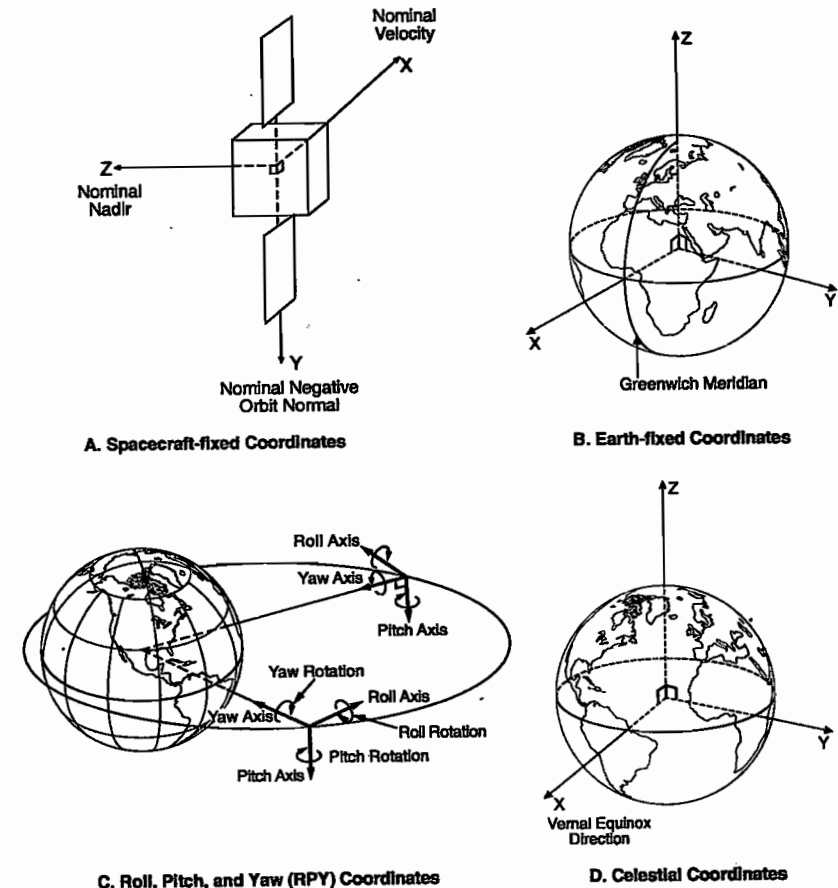 Nominal
Velocity
X
Z
Nominal
Nadir
Y
Nominal Negative
Orbit Normal
A. Spacecraft-fixed Coordinates
Z
Y
X
Greenwich Meridian
B. Earth-fixed Coordinates
Roll Axis
Yaw Axis
Pitch Axis
Yaw Rotation
Roll Axis
Yaw Axis
Roll Rotation
Pitch Rotation
Pitch Axis
C. Roll, Pitch, and Yaw (RPY) Coordinates
Z
Y
X
Vernal Equinox
Direction
D. Celestial Coordinates